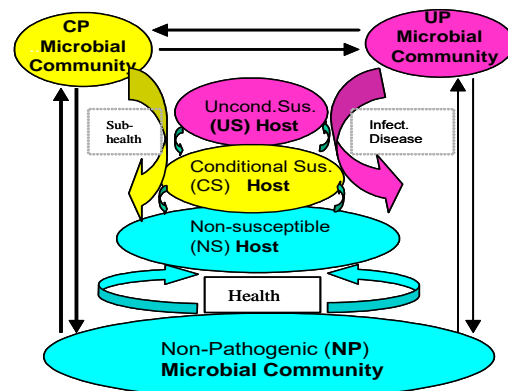 CP
Microbial
Community
UP
Microbial
Community
Uncond.Sus.
(US) Host
Sub-
health
Infect.
Disease
Conditional Sus.
(CS) Host
Non-susceptible
(NS) Host
Health
Non-Pathogenic (NP)
Microbial Community